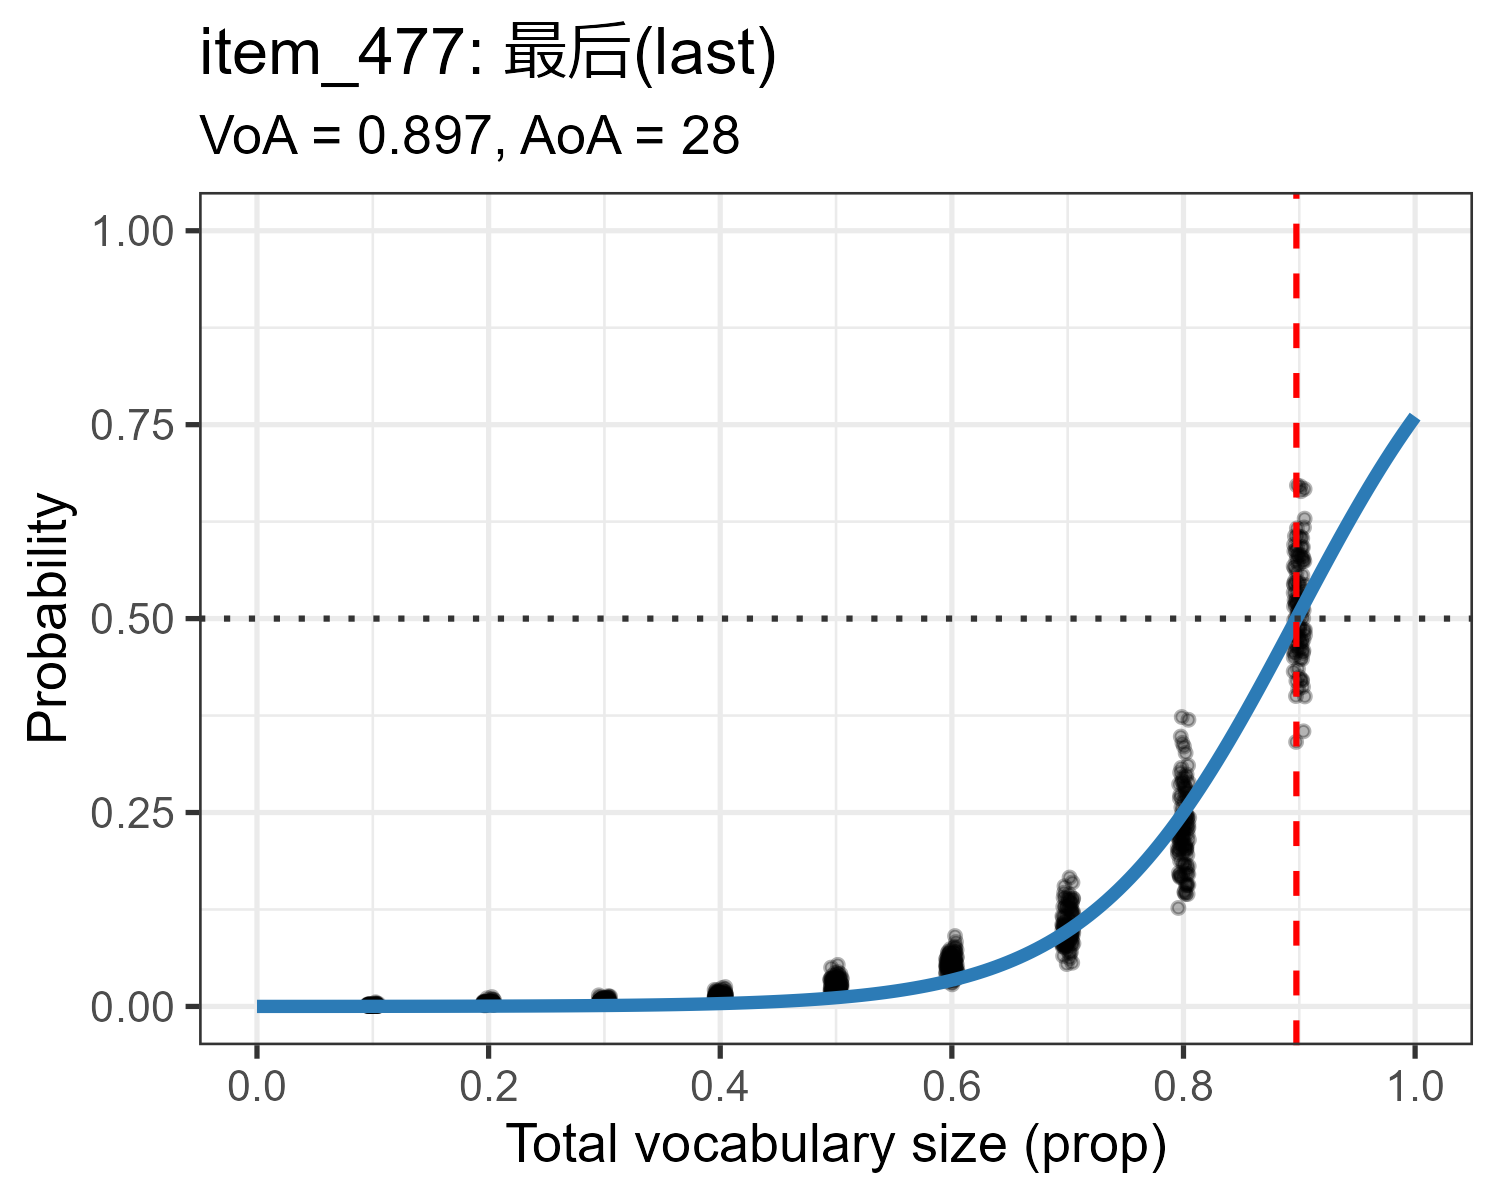 item_477: 最后(last)
VoA = 0.897, AoA = 28
1.00
0.75
0.50
0.25
0.00
Probability
0.0 0.2 0.4 0.6 0.8 1.0
Total vocabulary size (prop)